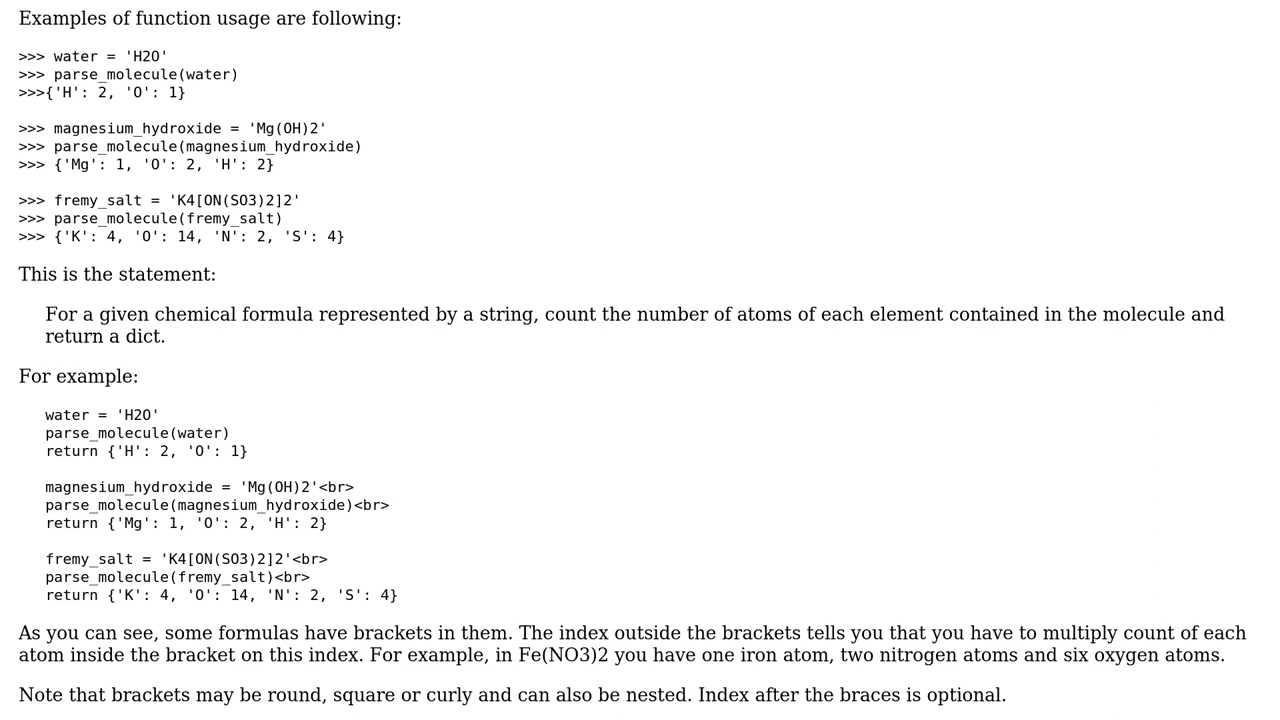 Examples of function usage are following:
>>> water = 'H2O'
>>> parse_molecule(water)
>>>{'H': 2, 'O': 1}
>>> magnesium_hydroxide = 'Mg(OH)2'
>>> parse_molecule(magnesium_hydroxide)
>>> {'Mg': 1, 'O': 2, 'H': 2}
>>> fremy_salt = 'K4[ON(SO3)2]2'
>>> parse_molecule(fremy_salt)
>>> {'K': 4, 'O': 14, 'N': 2, 'S': 4}
This is the statement:
For a given chemical formula represented by a string, count the number of atoms of each element contained in the molecule and
return a dict.
For example:
water = 'H2O'
parse_molecule(water)
return {'H': 2, 'O': 1}
magnesium_hydroxide = 'Mg(OH)2'<br>
parse_molecule(magnesium_hydroxide)<br>
return {'Mg': 1, 'O': 2, 'H': 2}
fremy_salt = 'K4[ON(SO3)2]2'<br>
parse_molecule(fremy_salt)<br>
return {'K': 4, 'O': 14, 'N': 2, 'S': 4}
As you can see, some formulas have brackets in them. The index outside the brackets tells you that you have to multiply count of each
atom inside the bracket on this index. For example, in Fe(NO3)2 you have one iron atom, two nitrogen atoms and six oxygen atoms.
Note that brackets may be round, square or curly and can also be nested. Index after the braces is optional.